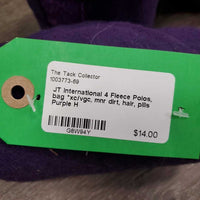 The Tack Collector
1003773-69
JT International 4 Fleece Polos,
bag *xc/vgc, mnr dirt, hair, pills
Purple H
G8W94Y
$14.00